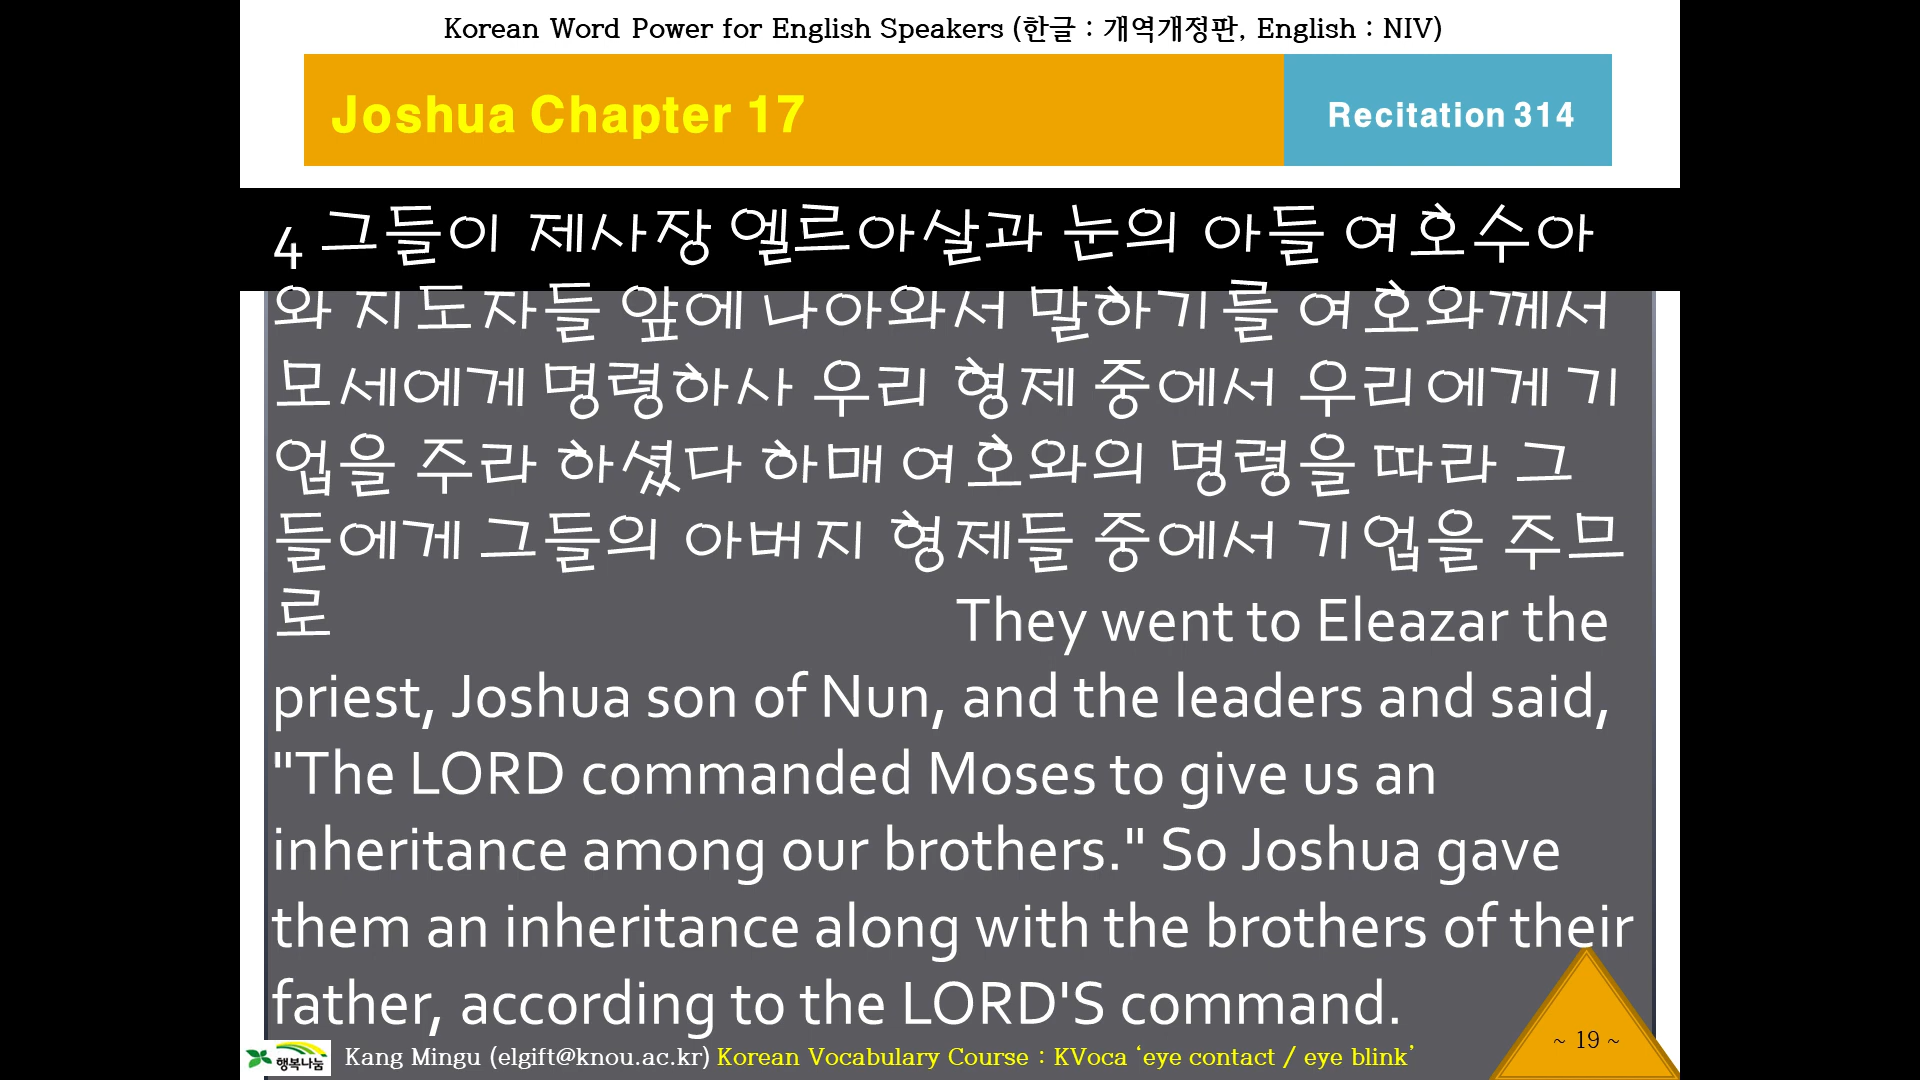 Korean Word Power for English Speakers (한글 : 개역개정판, English : NIV)
Joshua Chapter 17
Recitation 314
4 그들이 제사장 엘르아살과 눈의 아들 여호수아
와 지도자들 앞에 나아와서 말하기를 여호와께서
모세에게 명령하사 우리 형제 중에서 우리에게 기
업을 주라 하셨다 하매 여호와의 명령을 따라 그
들에게 그들의 아버지 형제들 중에서 기업을 주므
로 They went to Eleazar the
priest, Joshua son of Nun, and the leaders and said,
"The LORD commanded Moses to give us an
inheritance among our brothers." So Joshua gave
them an inheritance along with the brothers of their
father, according to the LORD'S command.
~ 19 ~
행복나눔 Kang Mingu (elgift@knou.ac.kr) Korean Vocabulary Course : KVoca ‘eye contact / eye blink’